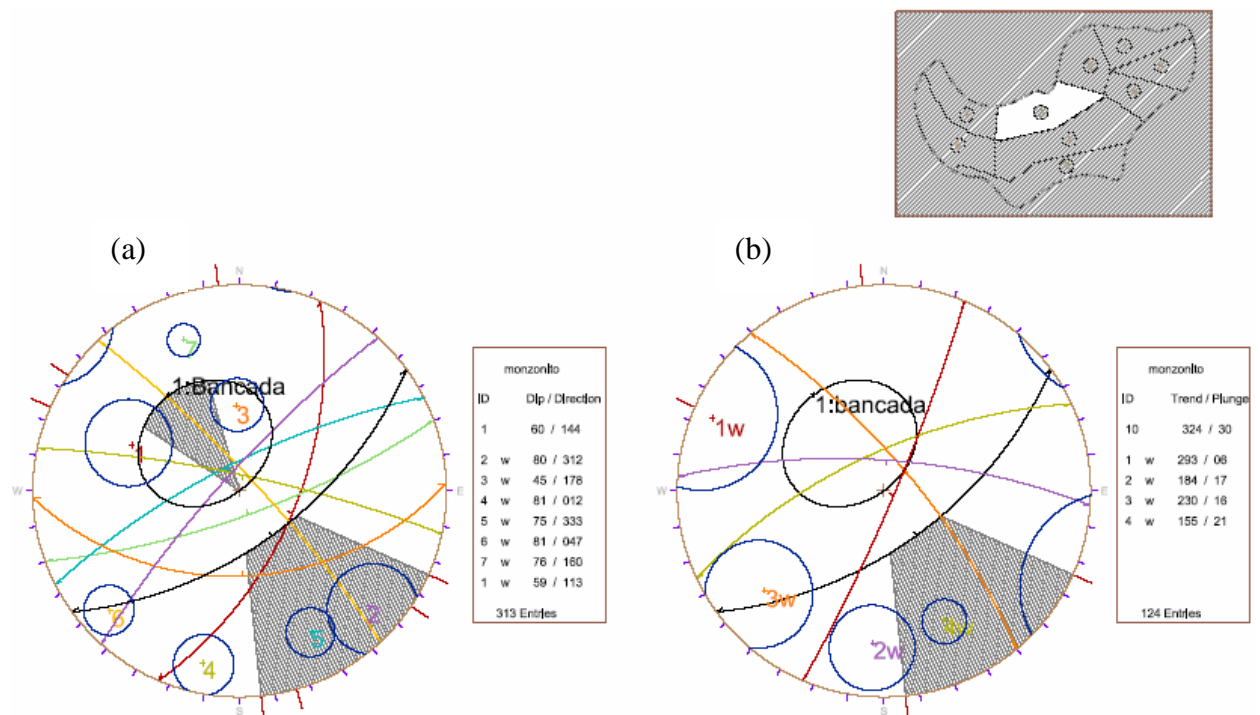 (a)
(b)
N
1:Bancada
7
3
1
W
E
6
4
5
2
S
monzonito
ID Dip / Direction
1 60 / 144
2 w 80 / 312
3 w 45 / 178
4 w 81 / 012
5 w 75 / 333
6 w 81 / 047
7 w 76 / 160
1 w 59 / 113
313 Entries
N
1:bancada
1w
W
E
3w
2w
4w
S
monzonito
ID Trend / Plunge
10 324 / 30
1 w 293 / 06
2 w 184 / 17
3 w 230 / 16
4 w 155 / 21
124 Entries